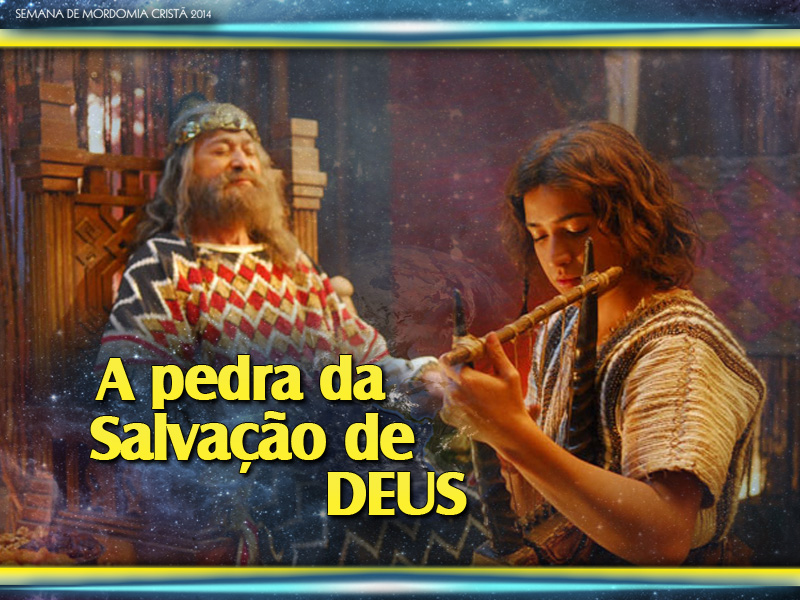 SEMANA DE MORDOMIA CRISTÃ 2014
A pedra da
Salvação de
DEUS